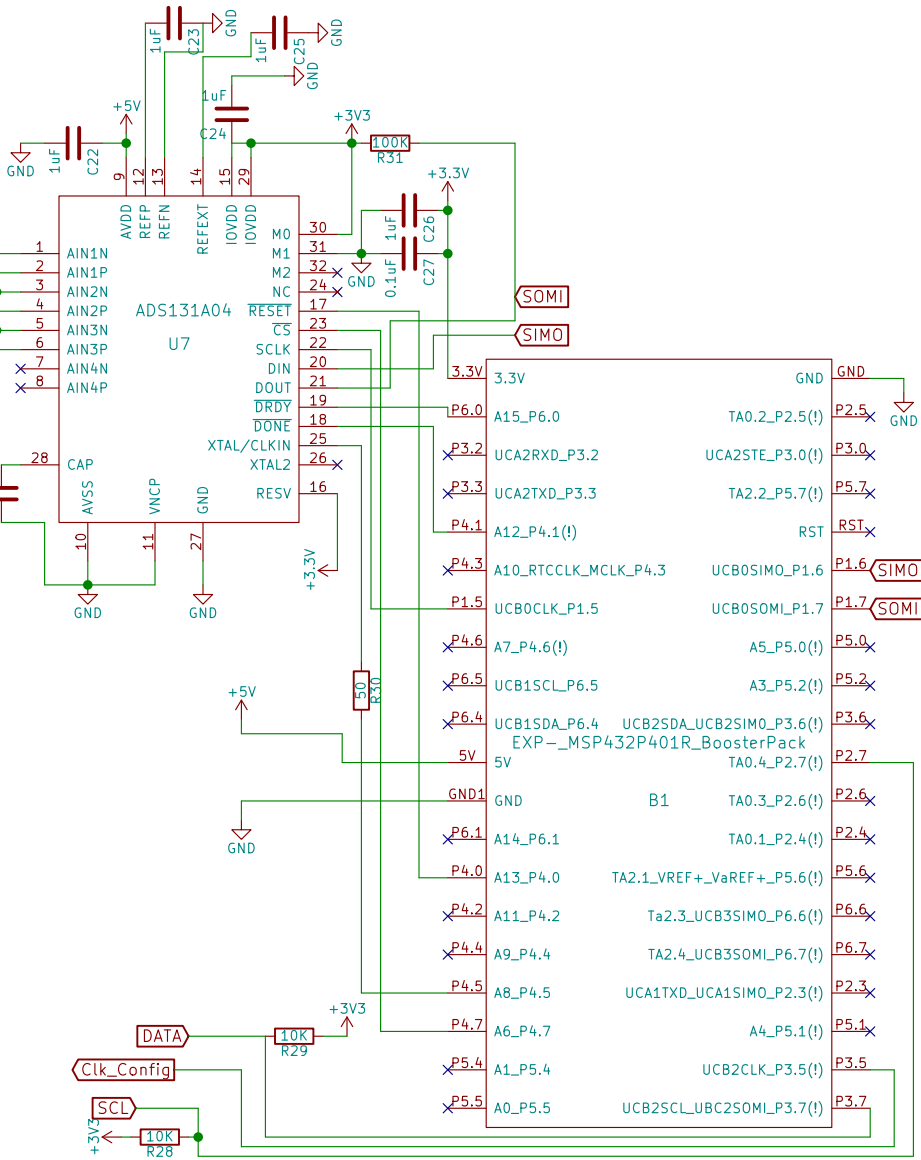 1uF
C23
GND
1uF
C25
GND
1uF
C24
GND
+5V
+3V3
100K
R31
GND
1uF
C22
9
12
13
14
15
29
+3.3V
AVDD
REFP
REFN
REFEXT
IOVDD
IOVDD
1uF
C26
0.1uF
C27
GND
ADS131A04
U7
1 AIN1N
2 AIN1P
3 AIN2N
4 AIN2P
5 AIN3N
6 AIN3P
7 AIN4N
8 AIN4P
28 CAP
M0 30
M1 31
M2 32
NC 24
RESET 17
CS 23
SCLK 22
DIN 20
DOUT 21
DRDY 19
DONE 18
XTAL/CLKIN 25
XTAL2 26
RESV 16
AVSS
VNCP
GND
10
11
27
GND
GND
+3.3V
SOMI
SIMO
50
R30
+5V
GND
3.3V 3.3V
P6.0 A15_P6.0
P3.2 UCA2RXD_P3.2
P3.3 UCA2TXD_P3.3
P4.1 A12_P4.1(!)
P4.3 A10_RTCCLK_MCLK_P4.3
P1.5 UCB0CLK_P1.5
P4.6 A7_P4.6(!)
P6.5 UCB1SCL_P6.5
P6.4 UCB1SDA_P6.4
5V 5V
GND1 GND
P6.1 A14_P6.1
P4.0 A13_P4.0
P4.2 A11_P4.2
P4.4 A9_P4.4
P4.5 A8_P4.5
P4.7 A6_P4.7
P5.4 A1_P5.4
P5.5 A0_P5.5
EXP-_MSP432P401R_BoosterPack
B1
GND GND
GND
TA0.2_P2.5(!) P2.5
UCA2STE_P3.0(!) P3.0
TA2.2_P5.7(!) P5.7
RST RST
UCB0SIMO_P1.6 P1.6 SIMO
UCB0SOMI_P1.7 P1.7 SOMI
A5_P5.0(!) P5.0
A3_P5.2(!) P5.2
UCB2SDA_UCB2SIMO_P3.6(!) P3.6
TA0.4_P2.7(!) P2.7
TA0.3_P2.6(!) P2.6
TA0.1_P2.4(!) P2.4
TA2.1_VREF+_VaREF+_P5.6(!) P5.6
Ta2.3_UCB3SIMO_P6.6(!) P6.6
TA2.4_UCB3SOMI_P6.7(!) P6.7
UCA1TXD_UCA1SIMO_P2.3(!) P2.3
A4_P5.1(!) P5.1
UCB2CLK_P3.5(!) P3.5
UCB2SCL_UBC2SOMI_P3.7(!) P3.7
DATA
10K
R29
+3V3
Clk_Config
SCL
+3V3
10K
R28